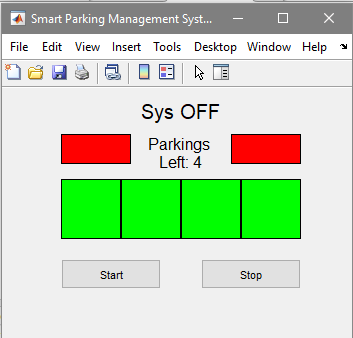 Smart Parking Management Syst...
File Edit View Insert Tools Desktop Window Help
Sys OFF
Parkings
Left: 4
Start Stop